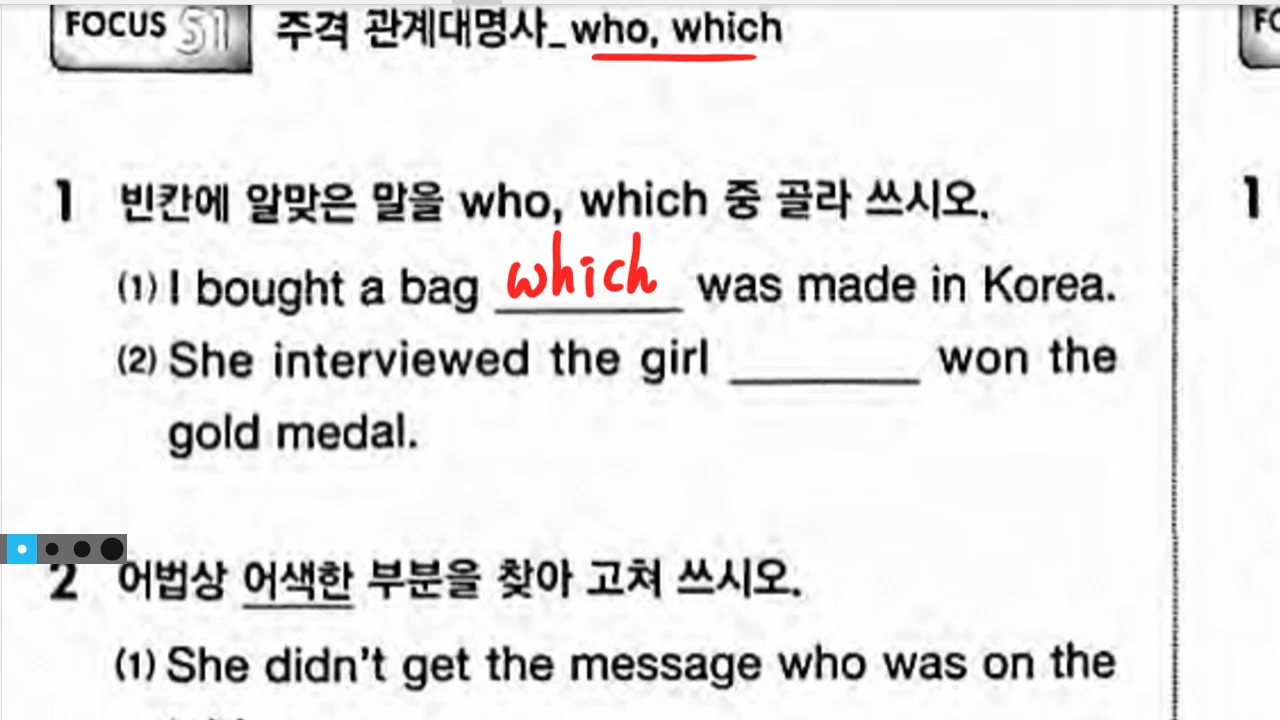 FOCUS 51 주격 관계대명사_who, which
1 빈칸에 알맞은 말을 who, which 중 골라 쓰시오.
(1) I bought a bag which was made in Korea.
(2) She interviewed the girl ________ won the
gold medal.
2 어법상 어색한 부분을 찾아 고쳐 쓰시오.
(1) She didn't get the message who was on the
1